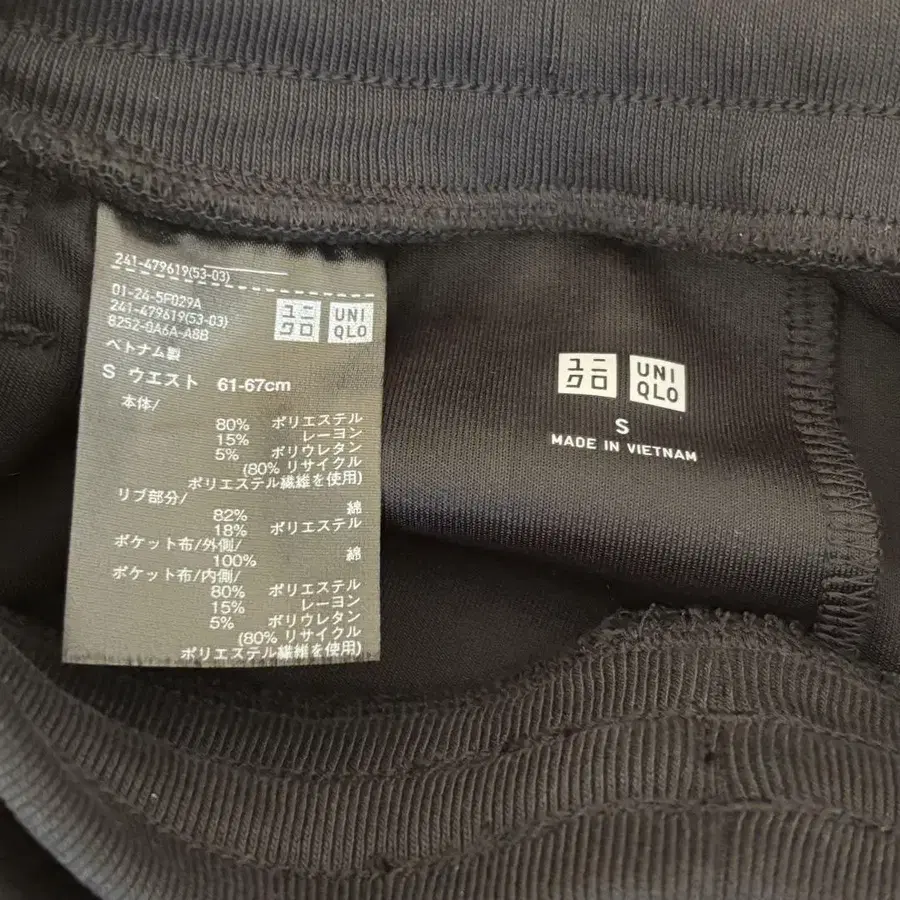 241-479619(53-03)
01-24-5F029A
241-479619(53-03)
8252-0A6A-A8B
ユニクロ
UNIQLO
ベトナム製
S ウエスト 61-67cm
本体/
80% ポリエステル
15% レーヨン
5% ポリウレタン
(80% リサイクル
ポリエステル繊維を使用)
リブ部分/
82% 綿
18% ポリエステル
ポケット布/外側/
100% 綿
ポケット布/内側/
80% ポリエステル
15% レーヨン
5% ポリウレタン
(80% リサイクル
ポリエステル繊維を使用)
ユニクロ
UNIQLO
S
MADE IN VIETNAM